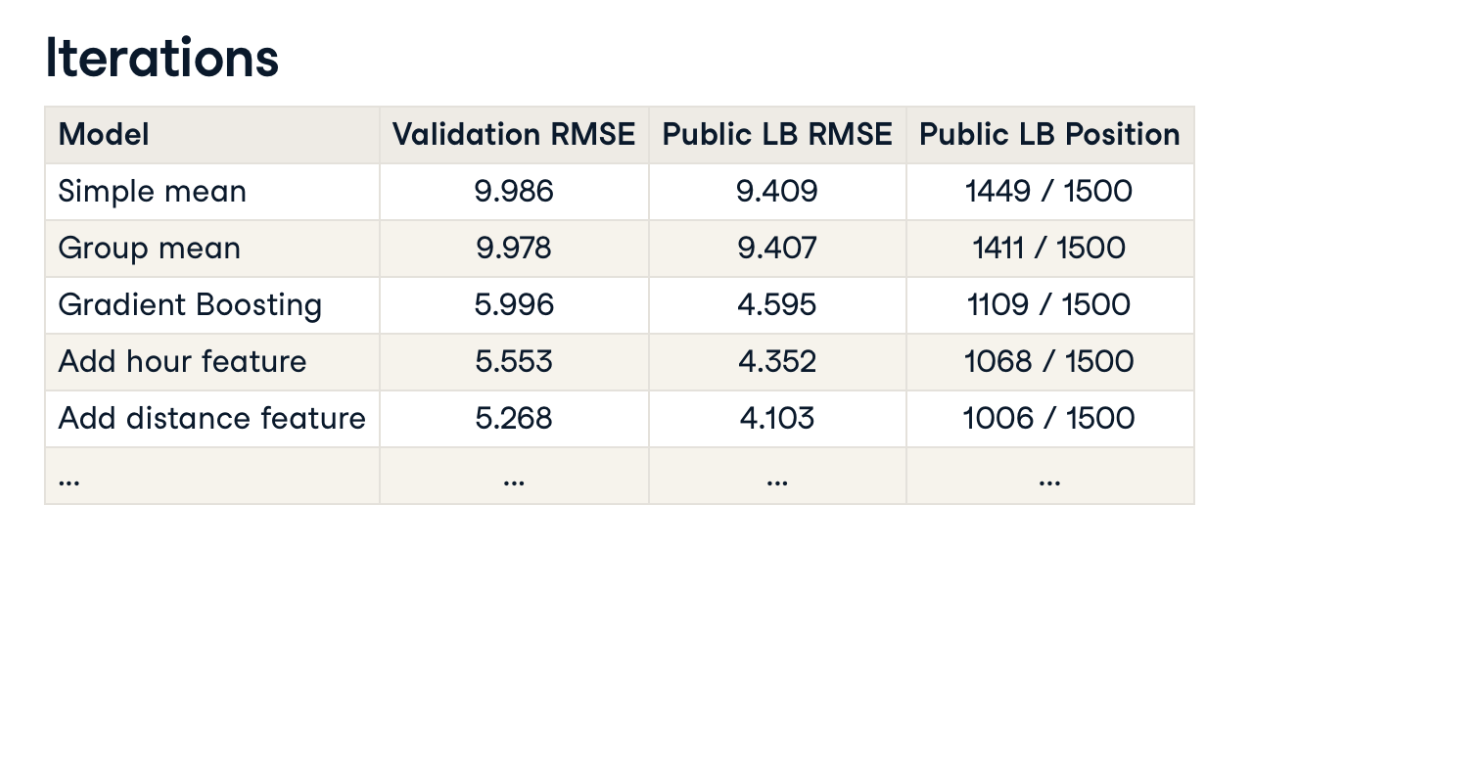 Iterations
Model Validation RMSE Public LB RMSE Public LB Position
Simple mean 9.986 9.409 1449 / 1500
Group mean 9.978 9.407 1411 / 1500
Gradient Boosting 5.996 4.595 1109 / 1500
Add hour feature 5.553 4.352 1068 / 1500
Add distance feature 5.268 4.103 1006 / 1500
... ... ... ...